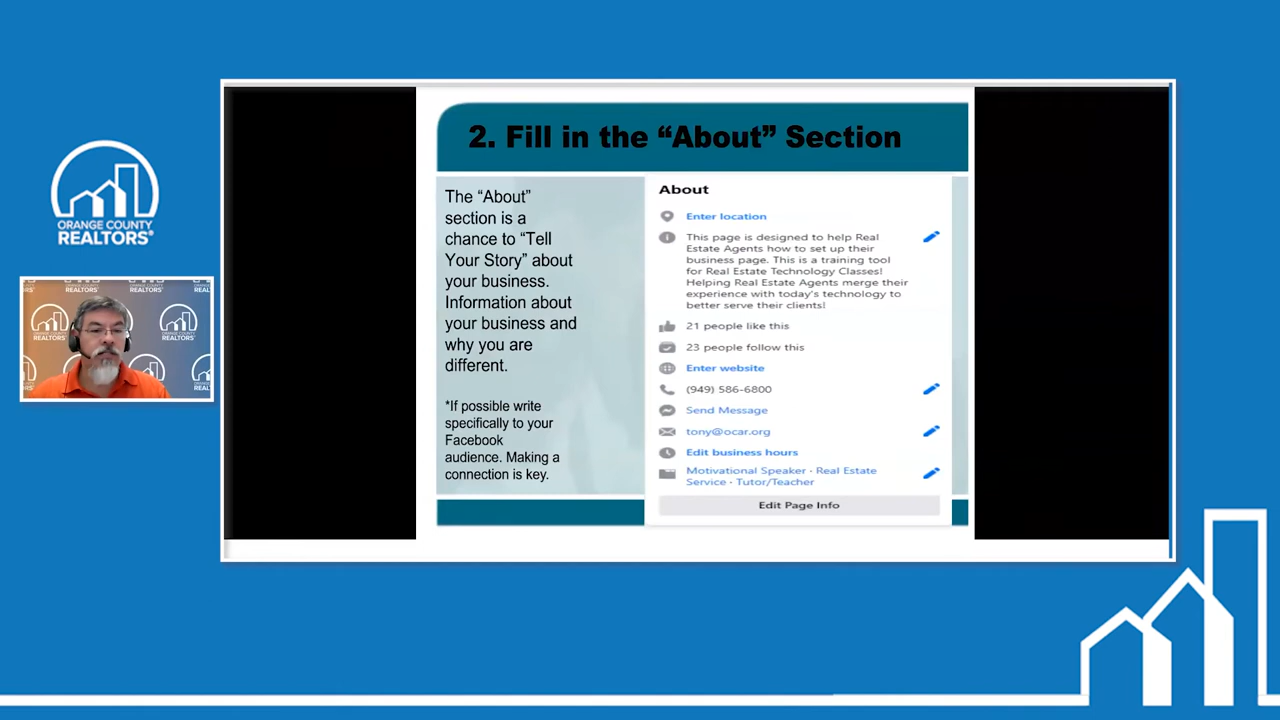 2. Fill in the “About” Section
The “About”
section is a
chance to “Tell
Your Story” about
your business.
Information about
your business and
why you are
different.
*If possible write
specifically to your
Facebook
audience. Making a
connection is key.
About
Enter location
This page is designed to help Real
Estate Agents how to set up their
business page. This is a training tool
for Real Estate Technology Classes!
Helping Real Estate Agents merge their
experience with today's technology to
better serve their clients!
21 people like this
23 people follow this
Enter website
(949) 586-6800
Send Message
tony@ocar.org
Edit business hours
Motivational Speaker · Real Estate
Service · Tutor/Teacher
Edit Page Info
ORANGE COUNTY
REALTORS®